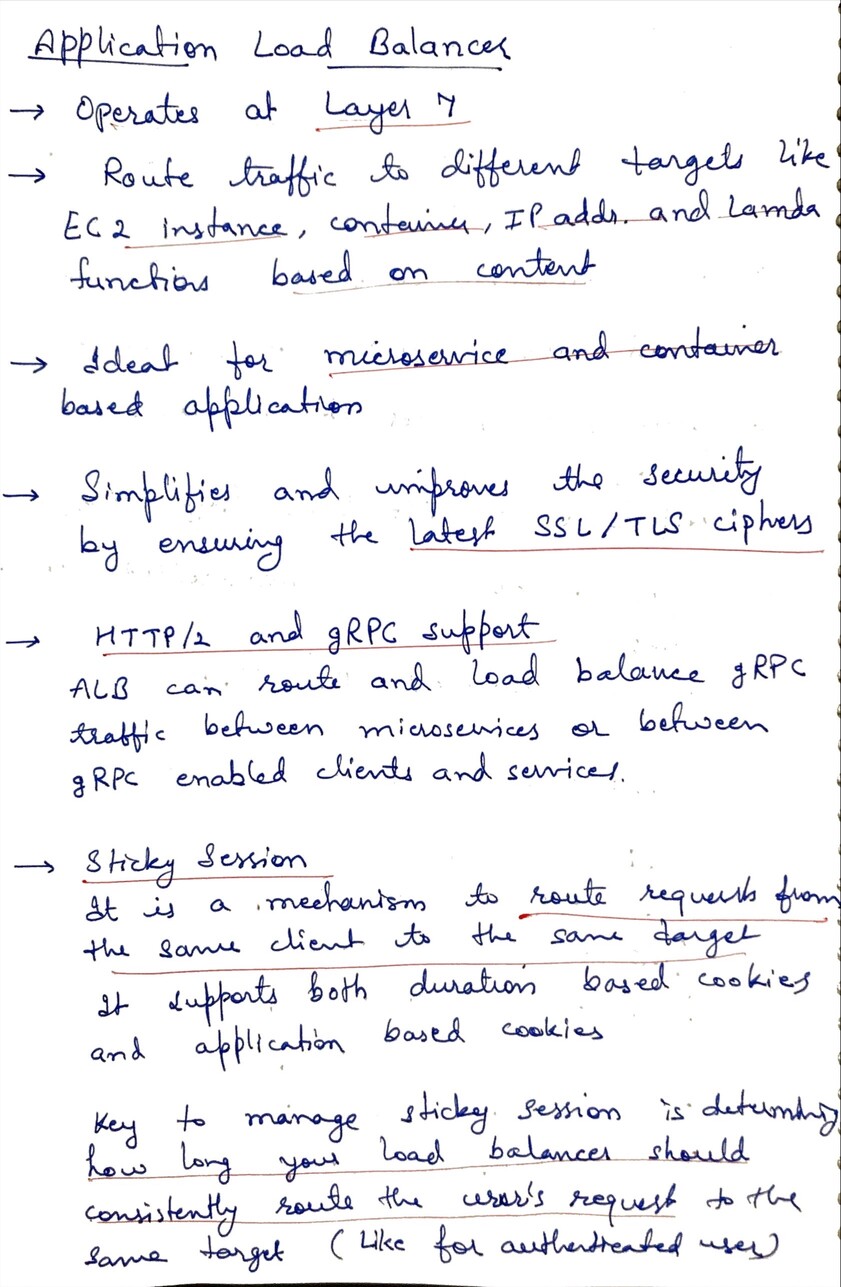 Application Load Balancer
→ Operates at Layer 7
→ Route traffic to different targets like
EC2 instance, container, IP addr. and Lamda
functions based on content
→ Ideal for microservice and container
based application
→ Simplifies and improves the security
by ensuring the latest SSL/TLS ciphers
→ HTTP/2 and gRPC support
ALB can route and load balance gRPC
traffic between microsevices or between
gRPC enabled clients and services.
→ Sticky Session
It is a mechanism to route requests from
the same client to the same target
It supports both duration based cookies
and application based cookies
Key to manage sticky session is determing
how long your load balancer should
consistently route the user's request to the
same target (Like for authenticated user)